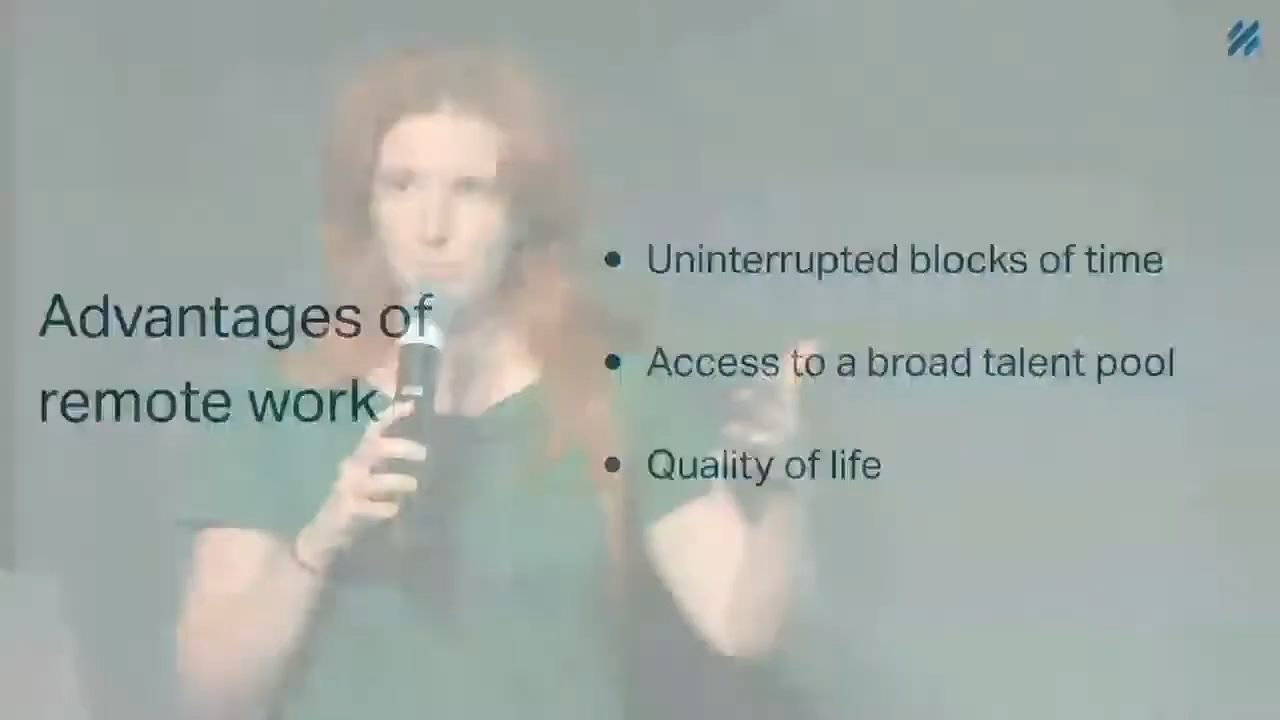 Advantages of
remote work
Uninterrupted blocks of time
Access to a broad talent pool
Quality of life